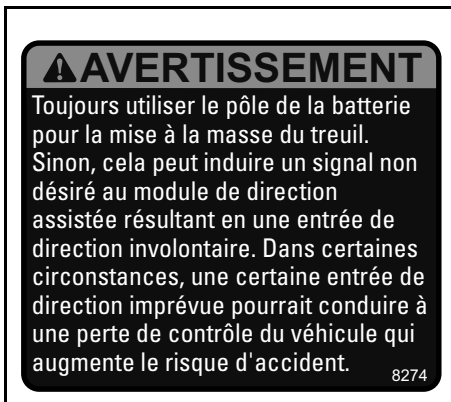 AVERTISSEMENT
Toujours utiliser le pôle de la batterie
pour la mise à la masse du treuil.
Sinon, cela peut induire un signal non
désiré au module de direction
assistée résultant en une entrée de
direction involontaire. Dans certaines
circonstances, une certaine entrée de
direction imprévue pourrait conduire à
une perte de contrôle du véhicule qui
augmente le risque d'accident.
8274